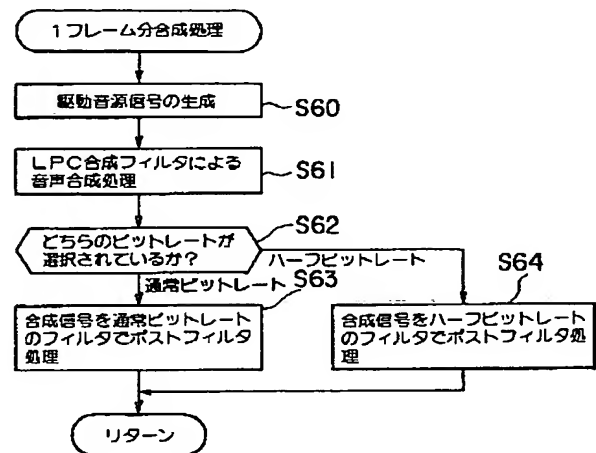 1フレーム分合成処理
駆動音源信号の生成
S60
LPC合成フィルタによる
音声合成処理
S61
どちらのビットレートが
選択されているか?
S62
ハーフビットレート
通常ビットレート
S63
合成信号を通常ビットレート
のフィルタでポストフィルタ
処理
S64
合成信号をハーフビットレート
のフィルタでポストフィルタ処
理
リターン